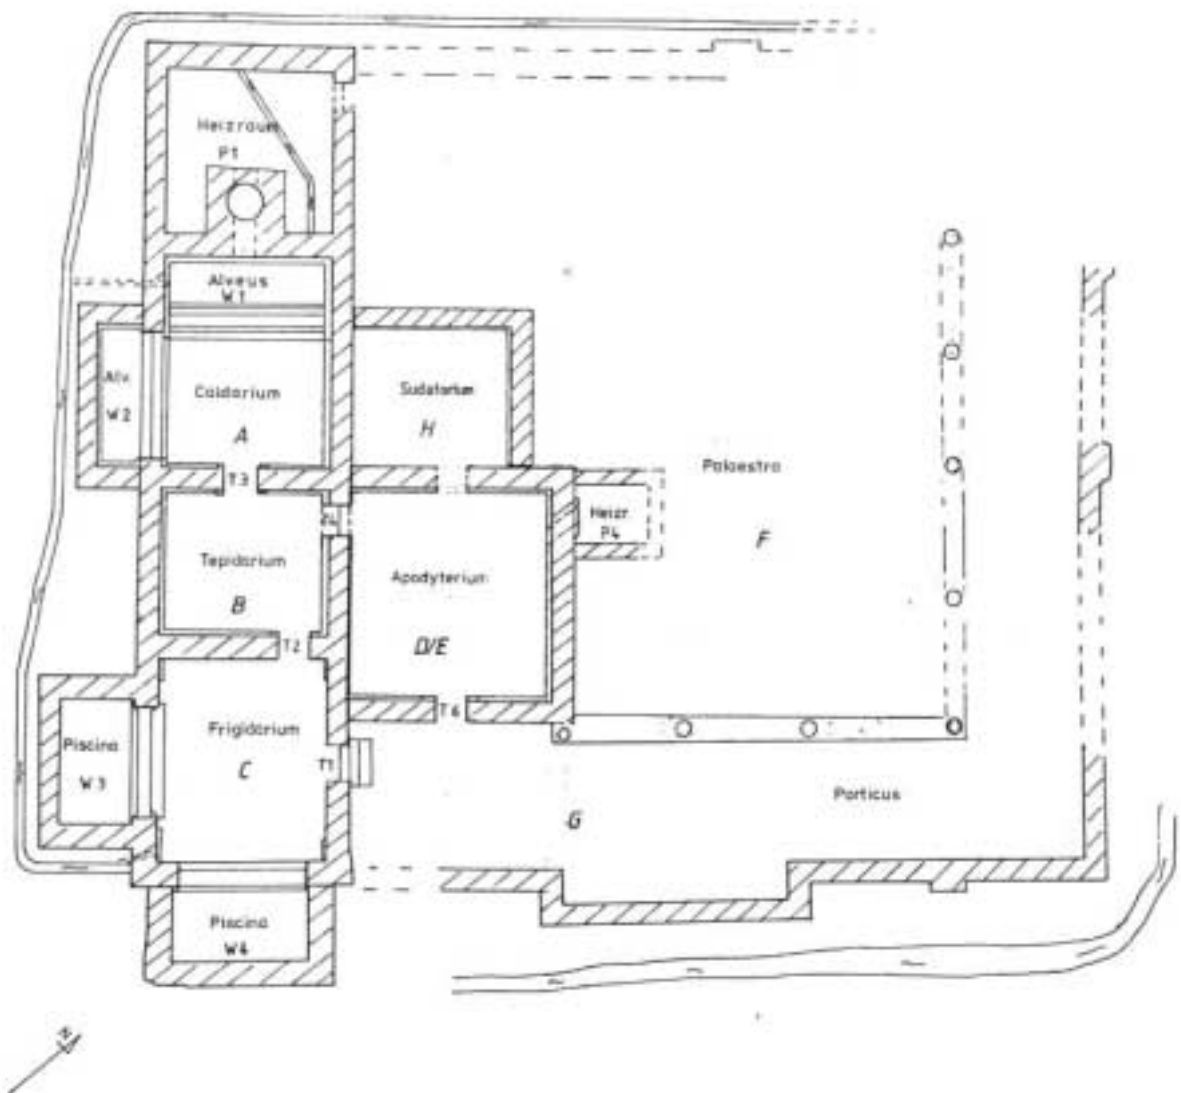 Heizraum
P1
Alveus
W1
Alv.
W2
Caldarium
A
Sudatorium
H
T3
Palaestra
F
Heizr
P4
Tepidarium
B
Apodyterium
D/E
T2
T6
Frigidarium
C
Piscina
W3
T1
Porticus
G
Piscina
W4
N